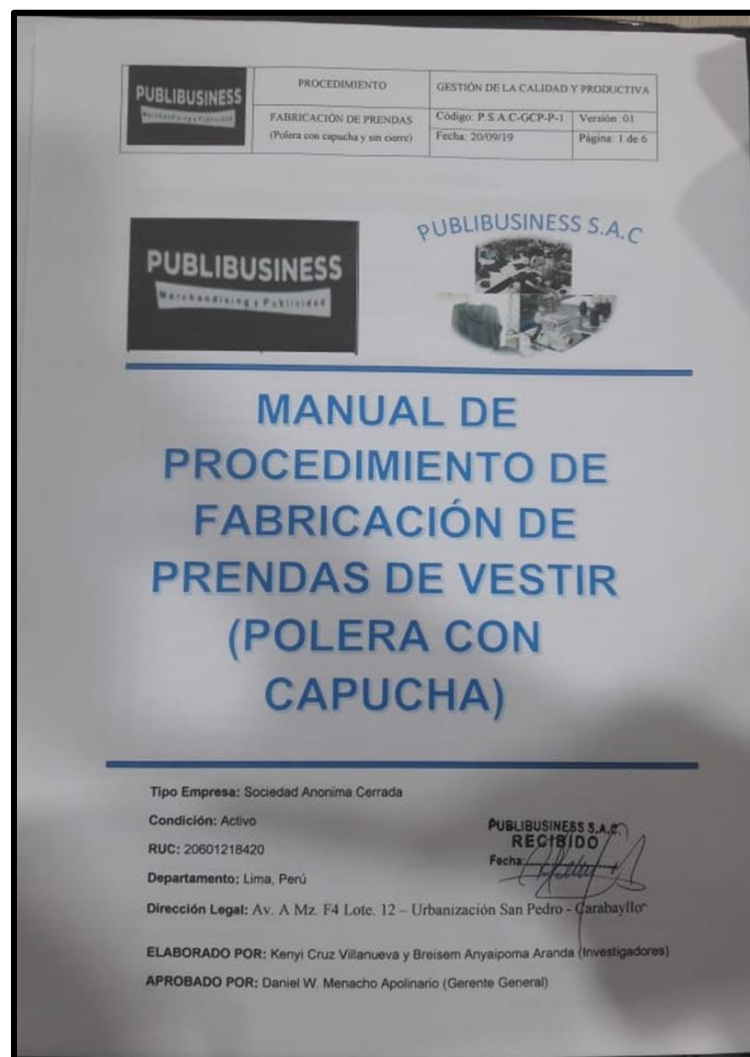 PUBLIBUSINESS
Merchandising y Publicidad
PROCEDIMIENTO
GESTIÓN DE LA CALIDAD Y PRODUCTIVA
FABRICACIÓN DE PRENDAS
(Polera con capucha y sin cierre)
Código: P.S.A.C-GCP-P-1
Versión :01
Fecha: 20/09/19
Página: 1 de 6
PUBLIBUSINESS
Merchandising y Publicidad
PUBLIBUSINESS S.A.C
MANUAL DE
PROCEDIMIENTO DE
FABRICACIÓN DE
PRENDAS DE VESTIR
(POLERA CON
CAPUCHA)
Tipo Empresa: Sociedad Anonima Cerrada
Condición: Activo
RUC: 20601218420
Departamento: Lima, Perú
PUBLIBUSINESS S.A.C.
RECIBIDO
Fecha:
Dirección Legal: Av. A Mz. F4 Lote. 12 – Urbanización San Pedro - Carabayllo
ELABORADO POR: Kenyi Cruz Villanueva y Breisem Anyaipoma Aranda (Investigadores)
APROBADO POR: Daniel W. Menacho Apolinario (Gerente General)